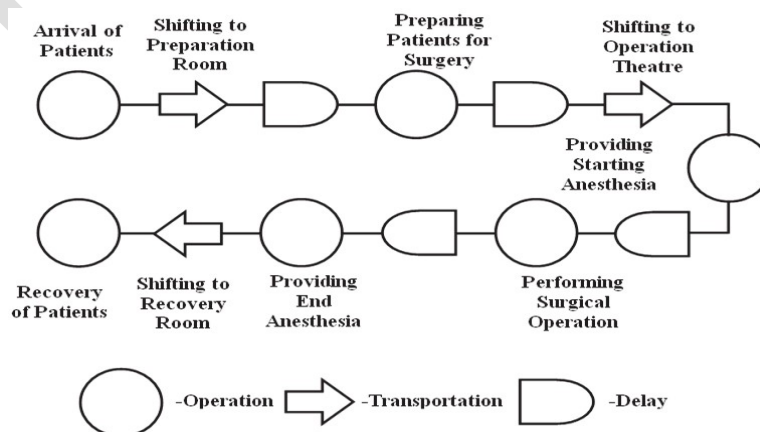 Arrival of
Patients
Shifting to
Preparation
Room
Preparing
Patients for
Surgery
Shifting to
Operation
Theatre
Providing
Starting
Anesthesia
Recovery
of Patients
Shifting to
Recovery
Room
Providing
End
Anesthesia
Performing
Surgical
Operation
-Operation
-Transportation
-Delay